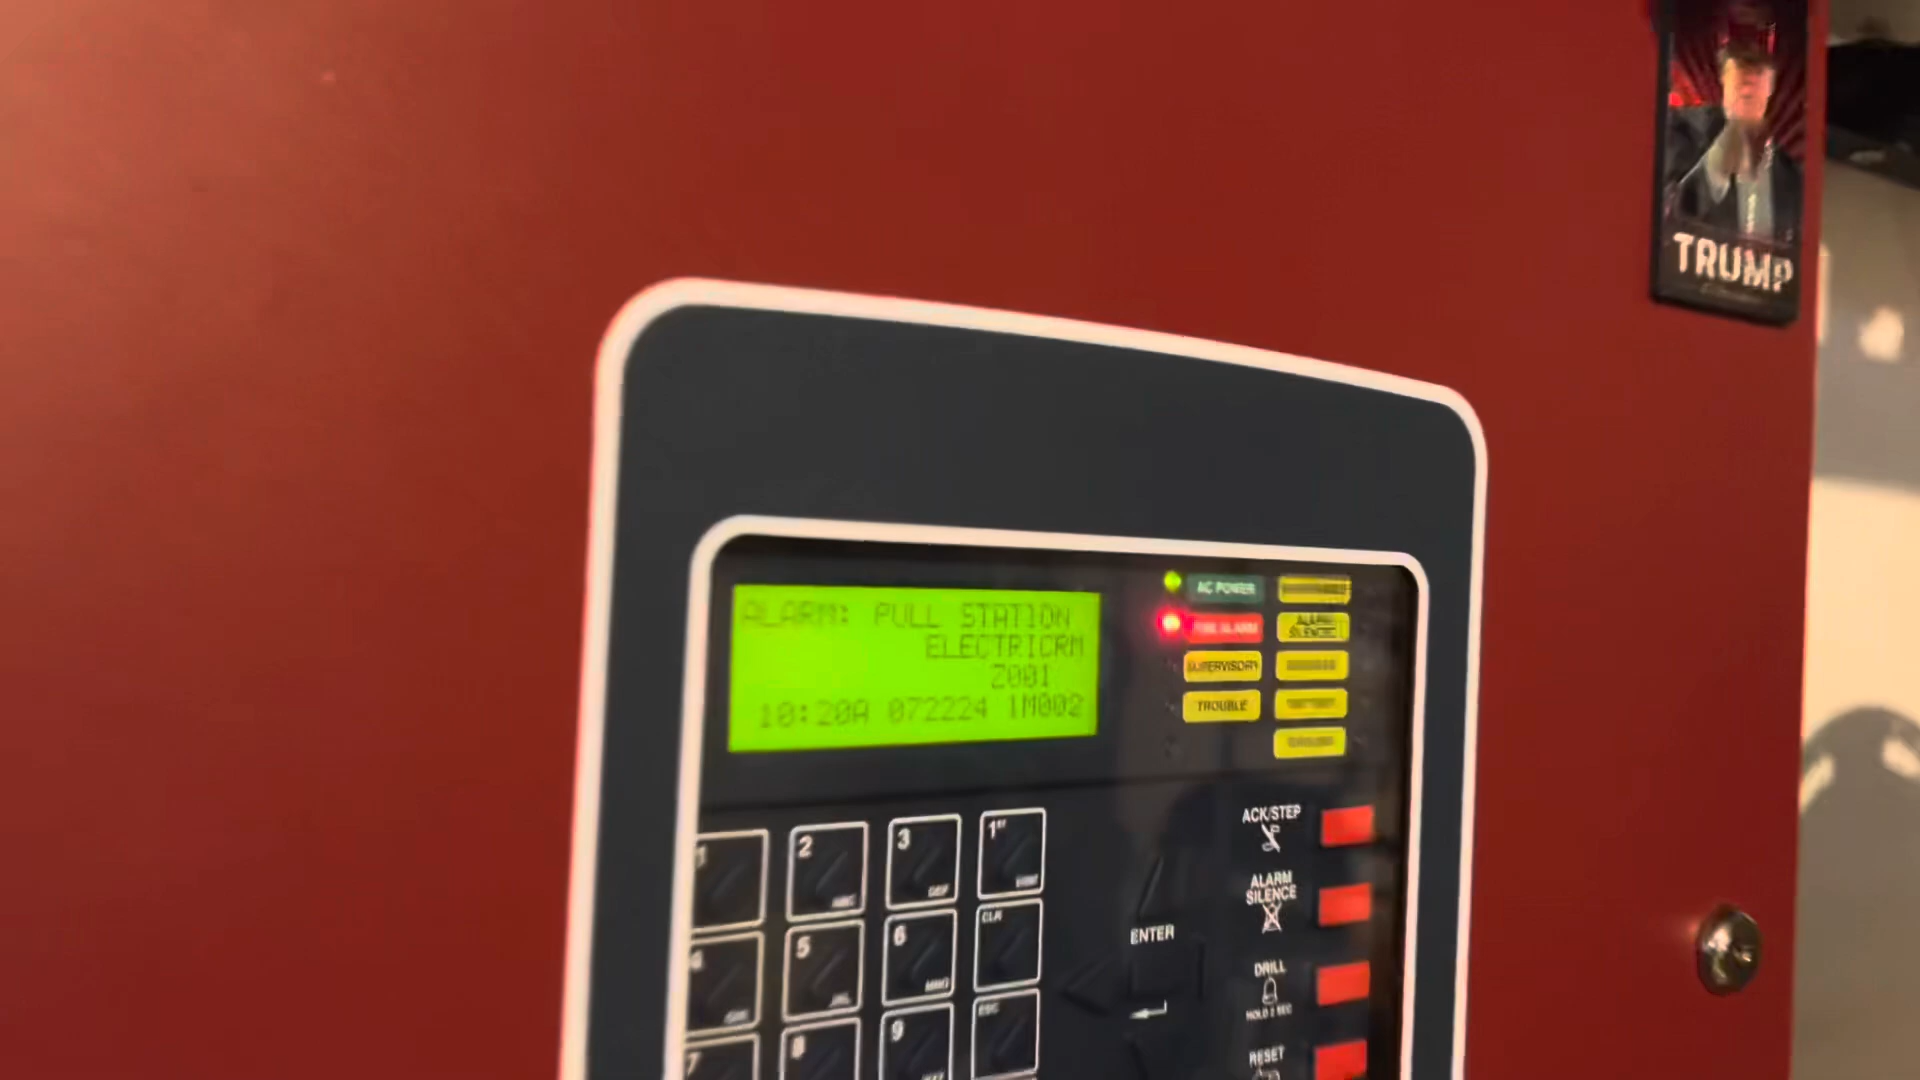 TRUMP
ALARM: PULL STATION
ELECTRICRM
Z001
10:20A 072224 1M002
AC POWER
FIRE ALARM
ALARM
SILENCED
SUPERVISORY
TROUBLE
1
2
ABC
3
DEF
1st
4
5
JKL
6
MNO
CLR
7
8
9
ESC
ENTER
ACK/STEP
ALARM
SILENCE
DRILL
HOLD 2 SEC
RESET